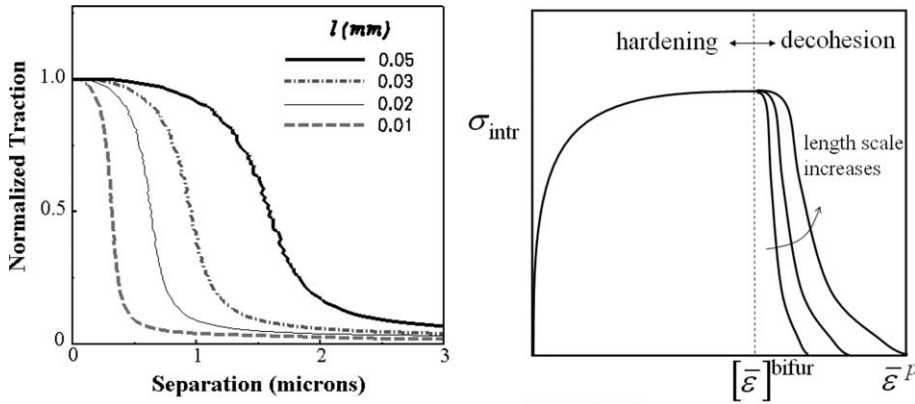 l (mm)
0.05
0.03
0.02
0.01
Normalized Traction
1.0
0.5
0
0
1
2
3
Separation (microns)
hardening
decohesion
σintr
length scale
increases
[ε̅]bifur
ε̅p